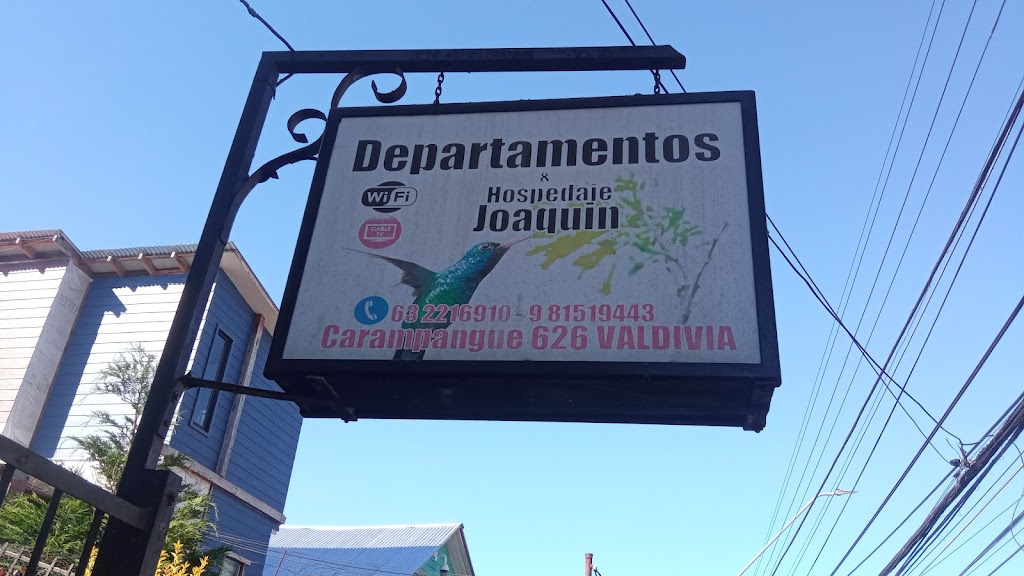 Departamentos
&
Hospedaje
Joaquin
WiFi
CABLE
TV
63 2216910 - 9 81519443
Carampangue 626 VALDIVIA